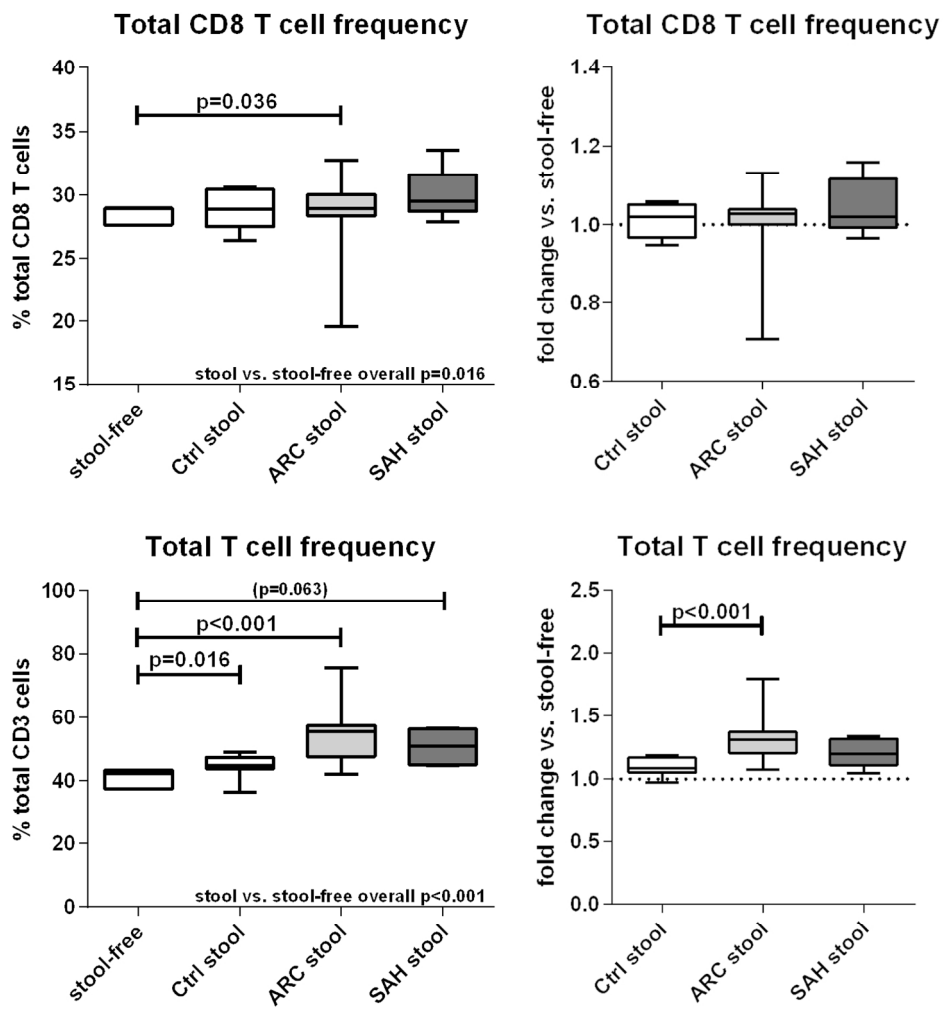 Total CD8 T cell frequency
% total CD8 T cells
40
35
30
25
20
15
p=0.036
stool vs. stool-free overall p=0.016
stool-free
Ctrl stool
ARC stool
SAH stool
Total CD8 T cell frequency
fold change vs. stool-free
1.4
1.2
1.0
0.8
0.6
Ctrl stool
ARC stool
SAH stool
Total T cell frequency
% total CD3 cells
100
80
60
40
20
0
(p=0.063)
p<0.001
p=0.016
stool vs. stool-free overall p<0.001
stool-free
Ctrl stool
ARC stool
SAH stool
Total T cell frequency
fold change vs. stool-free
2.5
2.0
1.5
1.0
0.5
0.0
p<0.001
Ctrl stool
ARC stool
SAH stool